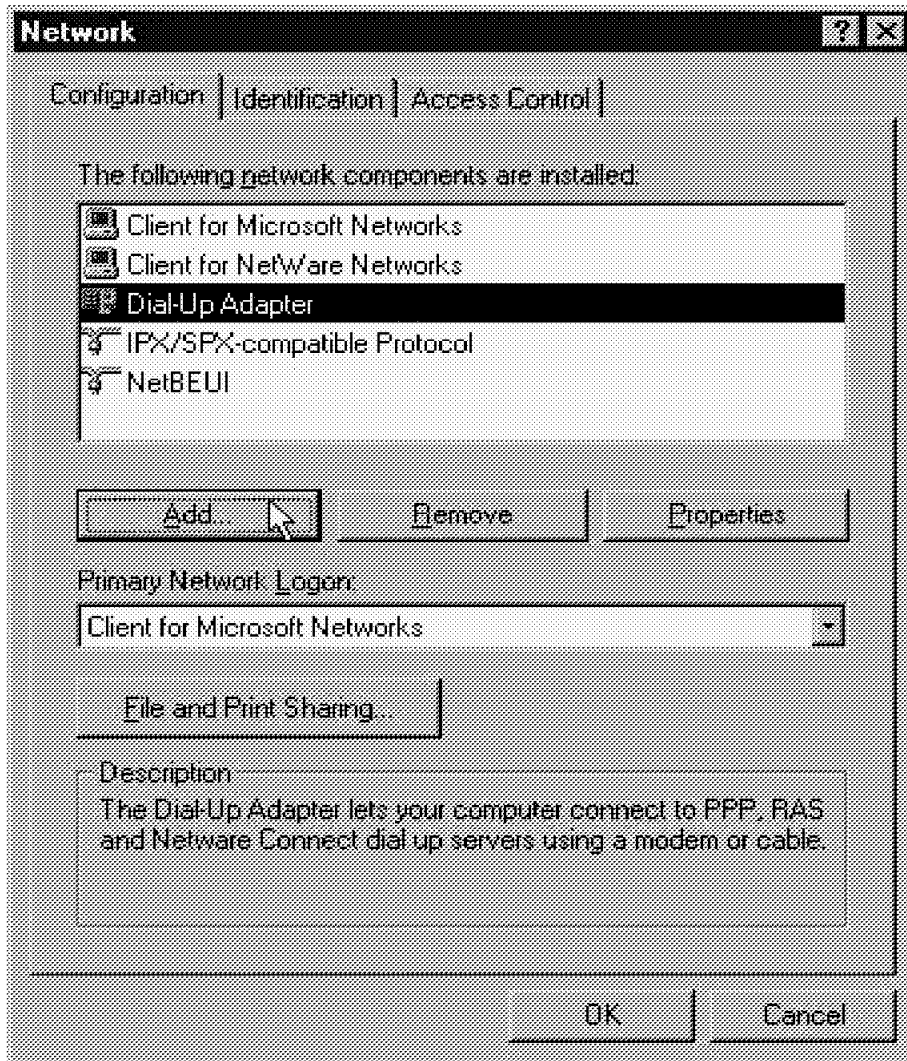 Network
Configuration Identification Access Control
The following network components are installed:
Client for Microsoft Networks
Client for NetWare Networks
Dial-Up Adapter
IPX/SPX-compatible Protocol
NetBEUI
Add... Remove Properties
Primary Network Logon:
Client for Microsoft Networks
File and Print Sharing...
Description
The Dial-Up Adapter lets your computer connect to PPP, RAS
and Netware Connect dial up servers using a modem or cable.
OK Cancel